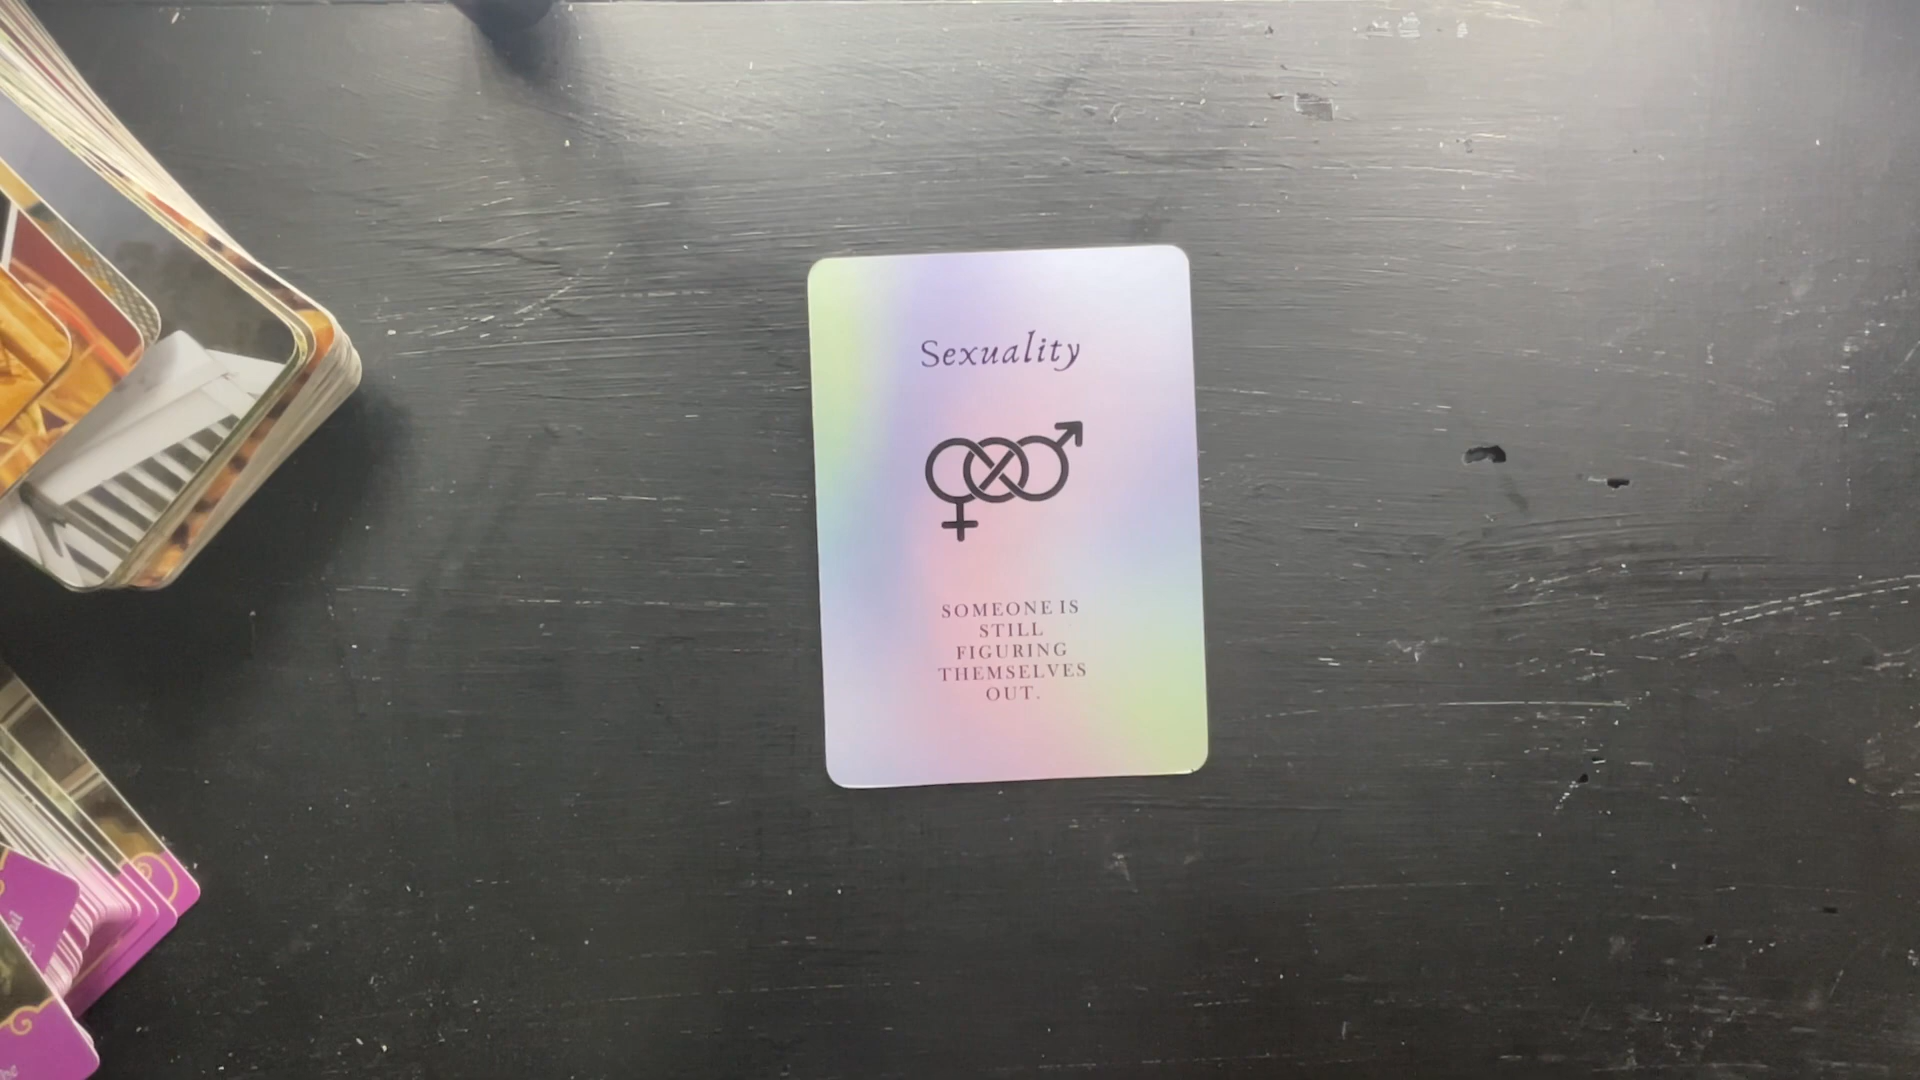 Sexuality
SOMEONE IS
STILL
FIGURING
THEMSELVES
OUT.